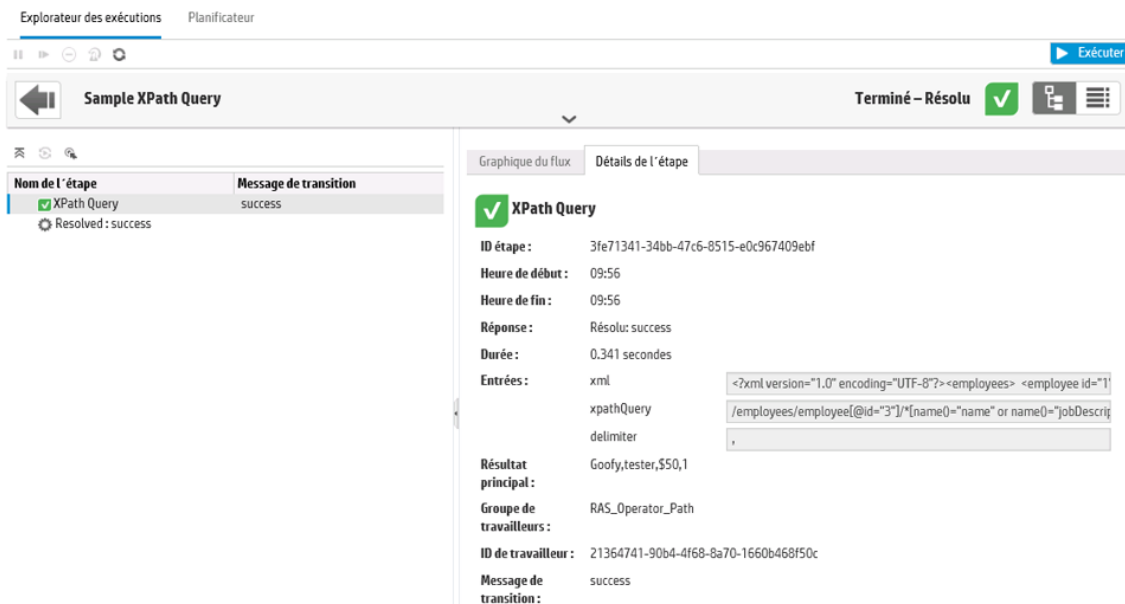 Explorateur des exécutions Planificateur
Exécuter
Sample XPath Query Terminé – Résolu
Graphique du flux Détails de l´étape
Nom de l´étape Message de transition
XPath Query success
Resolved : success
XPath Query
ID étape : 3fe71341-34bb-47c6-8515-e0c967409ebf
Heure de début : 09:56
Heure de fin : 09:56
Réponse : Résolu: success
Durée : 0.341 secondes
Entrées : xml <?xml version="1.0" encoding="UTF-8"?><employees> <employee id="1"
xpathQuery /employees/employee[@id="3"]/*[name()="name" or name()="jobDescrip
delimiter ,
Résultat
principal : Goofy,tester,$50,1
Groupe de
travailleurs : RAS_Operator_Path
ID de travailleur : 21364741-90b4-4f68-8a70-1660b468f50c
Message de
transition : success